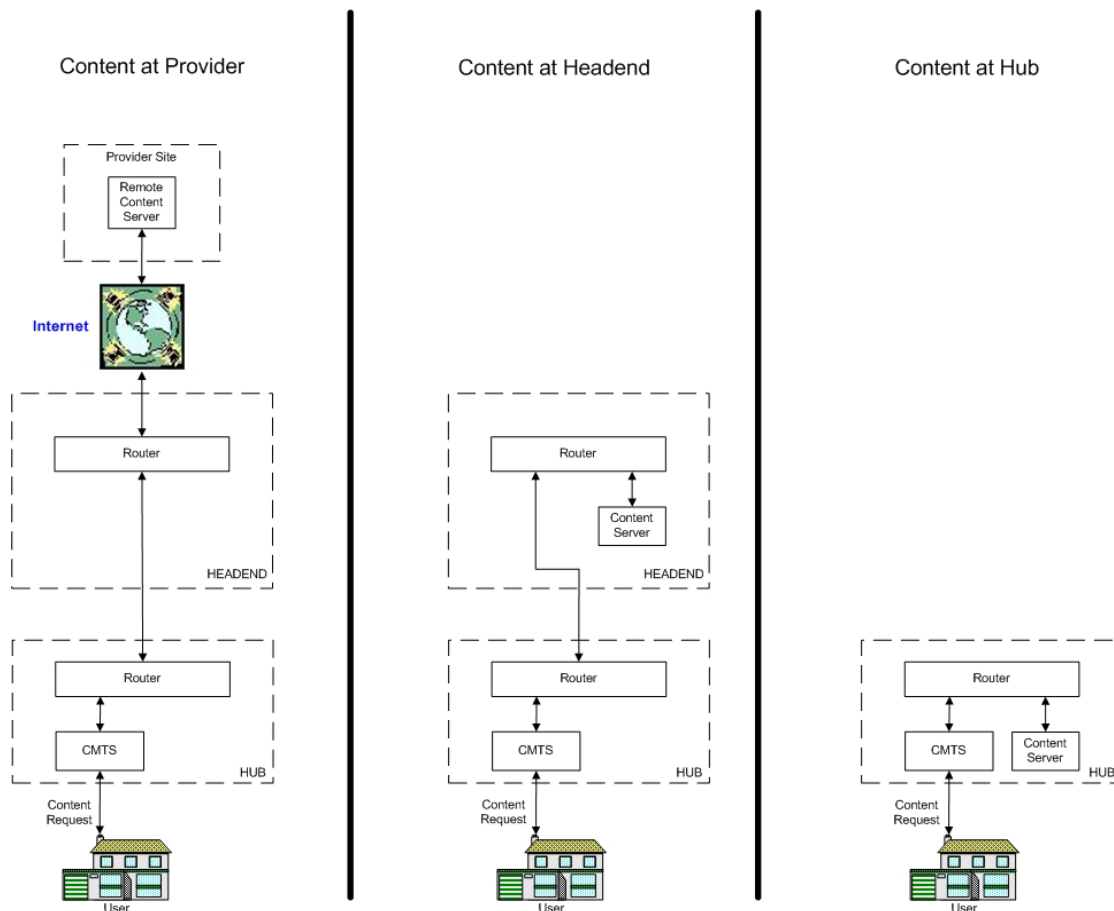 Content at Provider
Provider Site
Remote
Content
Server
Internet
Router
HEADEND
Router
CMTS
HUB
Content
Request
User
Content at Headend
Router
Content
Server
HEADEND
Router
CMTS
HUB
Content
Request
User
Content at Hub
Router
CMTS
Content
Server
HUB
Content
Request
User